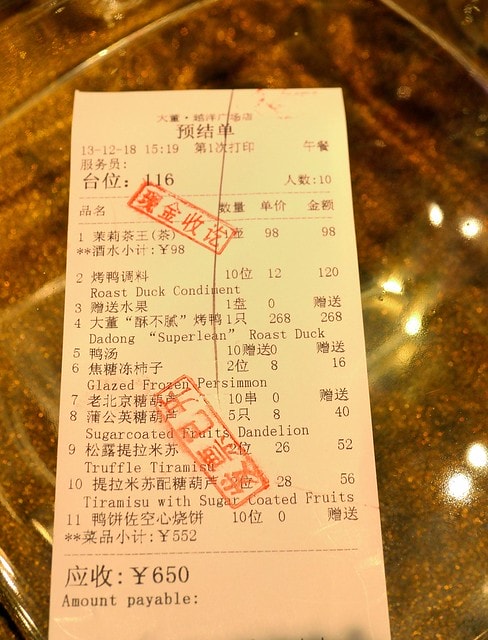 大董·越洋广场店
预结单
13-12-18 15:19 第1次打印 午餐
服务员:
台位: 116 人数:10
品名 数量 单价 金额
现金收讫
1 茉莉茶王(茶) 1壶 98 98
**酒水小计:¥98
2 烤鸭调料 10位 12 120
Roast Duck Condiment
3 赠送水果 1盘 0 赠送
4 大董“酥不腻”烤鸭 1只 268 268
Dadong “Superlean” Roast Duck
5 鸭汤 10赠送0 赠送
6 焦糖冻柿子 2位 8 16
Glazed Frozen Persimmon
7 老北京糖葫芦 10串 0 赠送
8 蒲公英糖葫芦 5只 8 40
Sugarcoated Fruits Dandelion
9 松露提拉米苏 2位 26 52
Truffle Tiramisu
10 提拉米苏配糖葫芦 2位 28 56
Tiramisu with Sugar Coated Fruits
发票已开
11 鸭饼佐空心烧饼 10位 0 赠送
**菜品小计:¥552
应收:¥650
Amount payable: